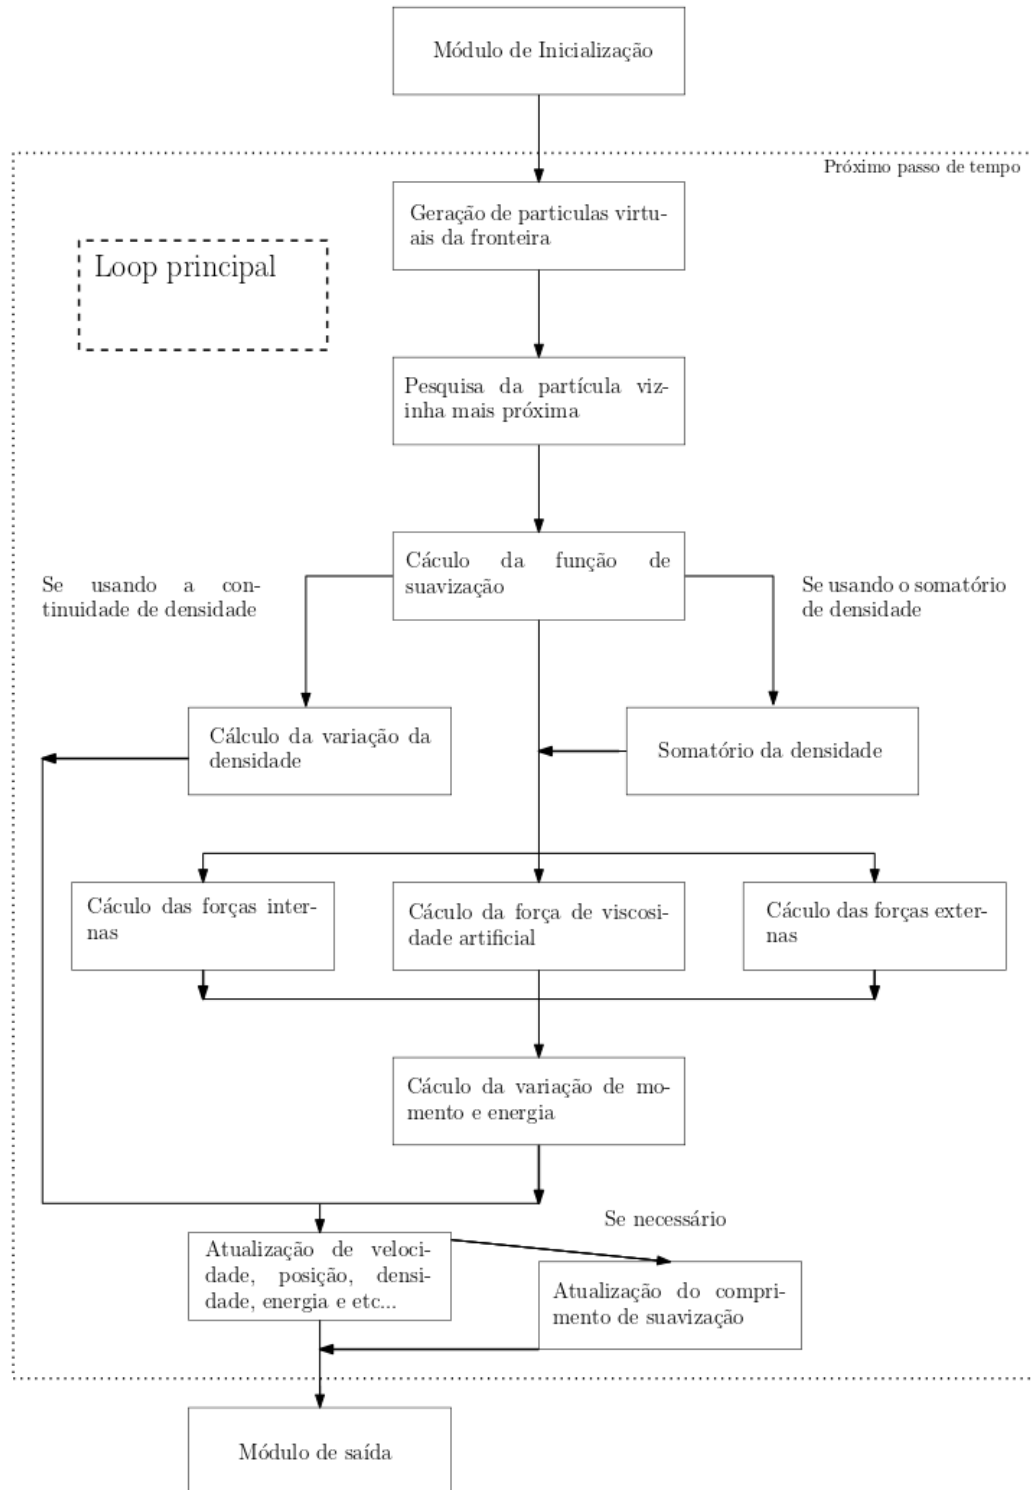 Módulo de Inicialização
Próximo passo de tempo
Geração de particulas virtu-
ais da fronteira
Loop principal
Pesquisa da partícula viz-
inha mais próxima
Cáculo da função de
suavização
Se usando a con-
tinuidade de densidade
Se usando o somatório
de densidade
Cálculo da variação da
densidade
Somatório da densidade
Cáculo das forças inter-
nas
Cáculo da força de viscosi-
dade artificial
Cáculo das forças exter-
nas
Cáculo da variação de mo-
mento e energia
Se necessário
Atualização de veloci-
dade, posição, densi-
dade, energia e etc...
Atualização do compri-
mento de suavização
Módulo de saída